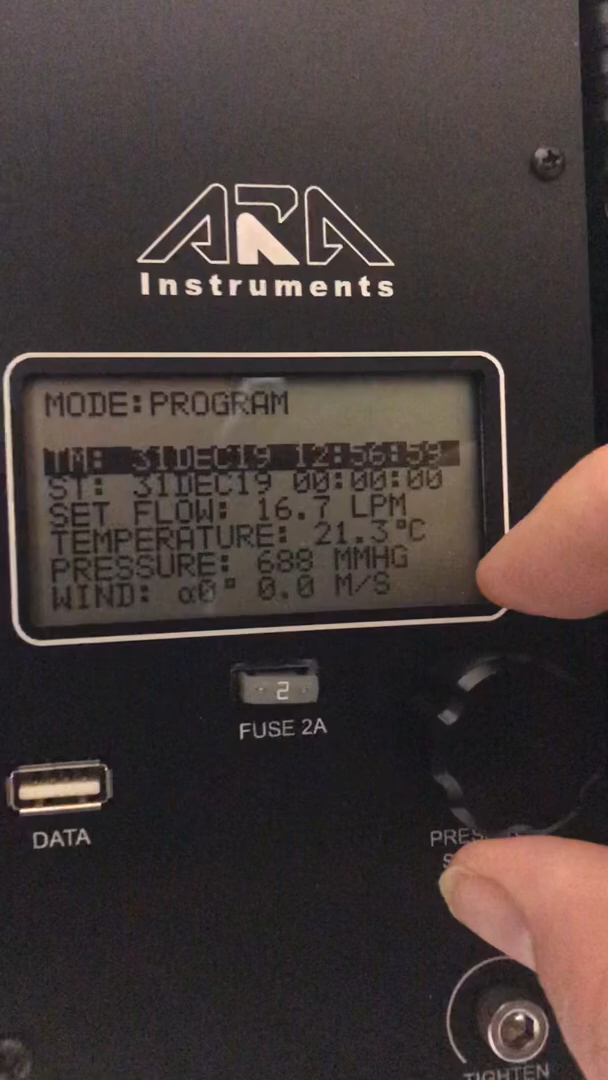 ARA
Instruments
MODE:PROGRAM
TM: 31DEC19 12:56:59
ST: 31DEC19 00:00:00
SET FLOW: 16.7 LPM
TEMPERATURE: 21.3°C
PRESSURE: 688 MMHG
WIND: α0° 0.0 M/S
2
FUSE 2A
DATA
TIGHTEN